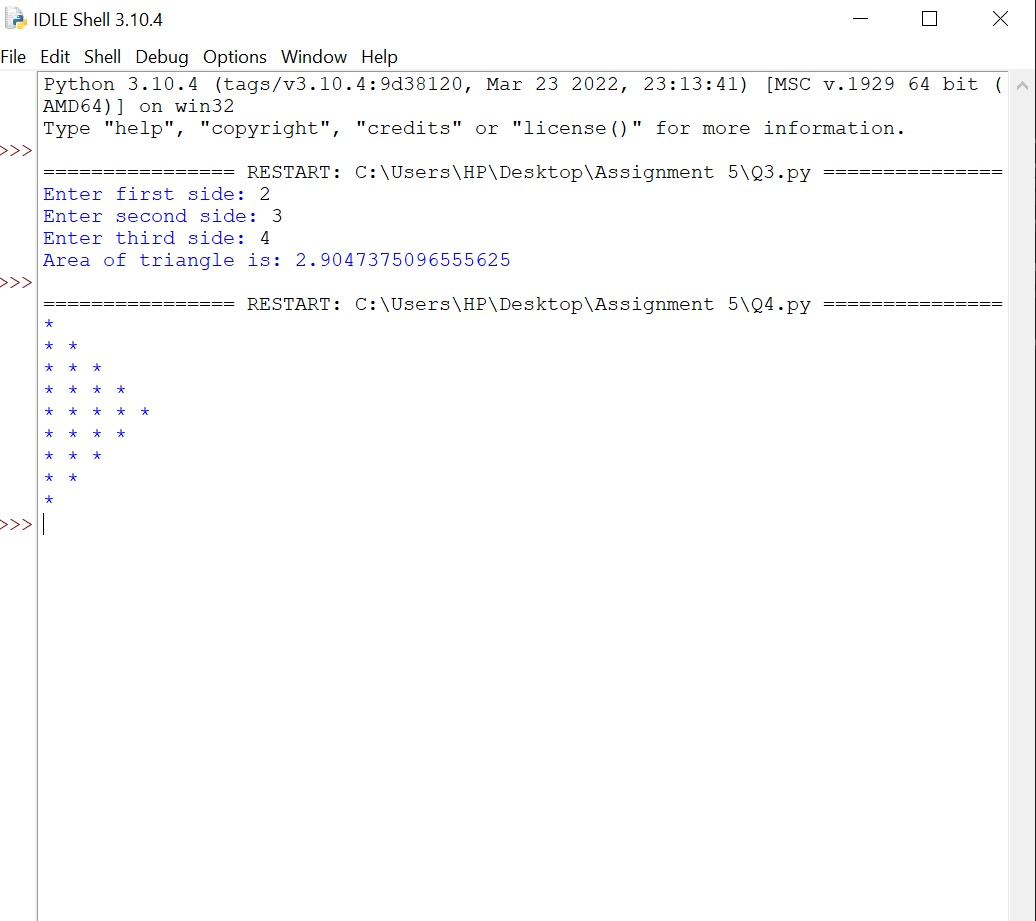 IDLE Shell 3.10.4
File Edit Shell Debug Options Window Help
Python 3.10.4 (tags/v3.10.4:9d38120, Mar 23 2022, 23:13:41) [MSC v.1929 64 bit (
AMD64)] on win32
Type "help", "copyright", "credits" or "license()" for more information.
>>>
================ RESTART: C:\Users\HP\Desktop\Assignment 5\Q3.py ===============
Enter first side: 2
Enter second side: 3
Enter third side: 4
Area of triangle is: 2.9047375096555625
>>>
================ RESTART: C:\Users\HP\Desktop\Assignment 5\Q4.py ===============
*
* *
* * *
* * * *
* * * * *
* * * *
* * *
* *
*
>>>